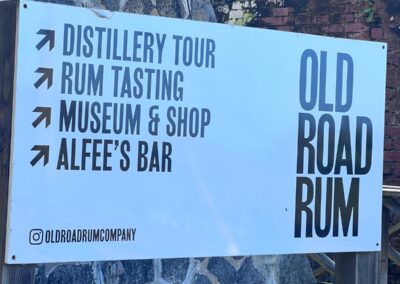 DISTILLERY TOUR
RUM TASTING
MUSEUM & SHOP
ALFEE'S BAR
OLD
ROAD
RUM
OLDROADRUMCOMPANY